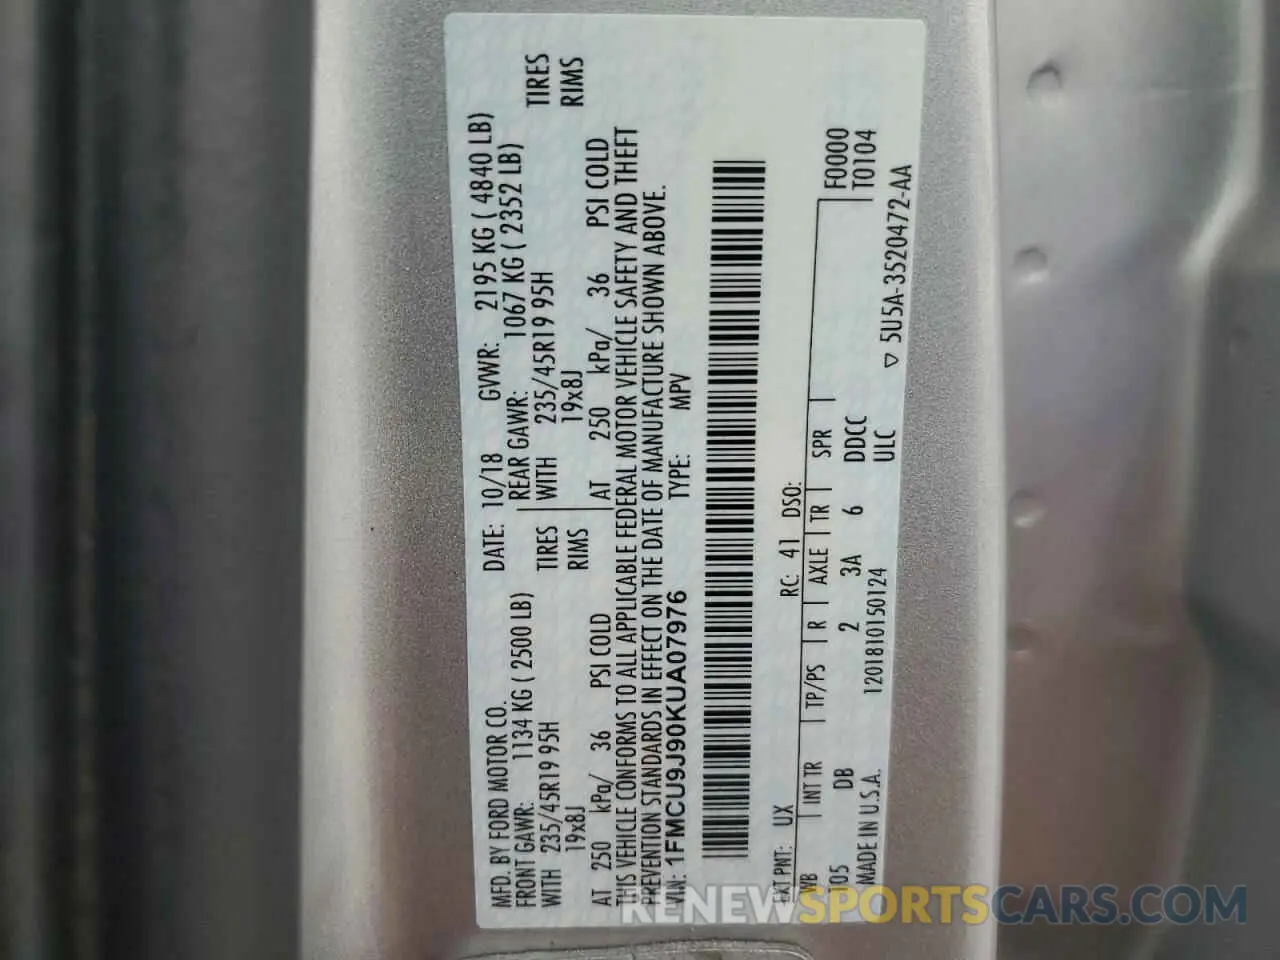 MFD. BY FORD MOTOR CO.
DATE: 10/18 GVWR: 2195 KG ( 4840 LB)
FRONT GAWR: 1134 KG ( 2500 LB)
REAR GAWR: 1067 KG ( 2352 LB)
WITH 235/45R19 95H TIRES
WITH 235/45R19 95H TIRES
19x8J RIMS
19x8J RIMS
AT 250 kPa/ 36 PSI COLD
AT 250 kPa/ 36 PSI COLD
THIS VEHICLE CONFORMS TO ALL APPLICABLE FEDERAL MOTOR VEHICLE SAFETY AND THEFT
PREVENTION STANDARDS IN EFFECT ON THE DATE OF MANUFACTURE SHOWN ABOVE.
VIN: 1FMCU9J90KUA07976 TYPE: MPV
EXT PNT: UX RC: 41 DSO:
WB INT TR TP/PS R AXLE TR SPR
105 DB 2 3A 6 DDCC
F0000
T0104
MADE IN U.S.A. 1201810150124 ULC
5U5A-3520472-AA
RENEWSPORTSCARS.COM